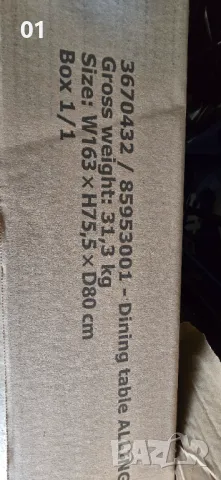 01
3670432 / 85953001 - Dining table
Gross weight: 31,3 kg
Size: W163 × H75,5 × D80 cm
Box 1/1
BAZAR